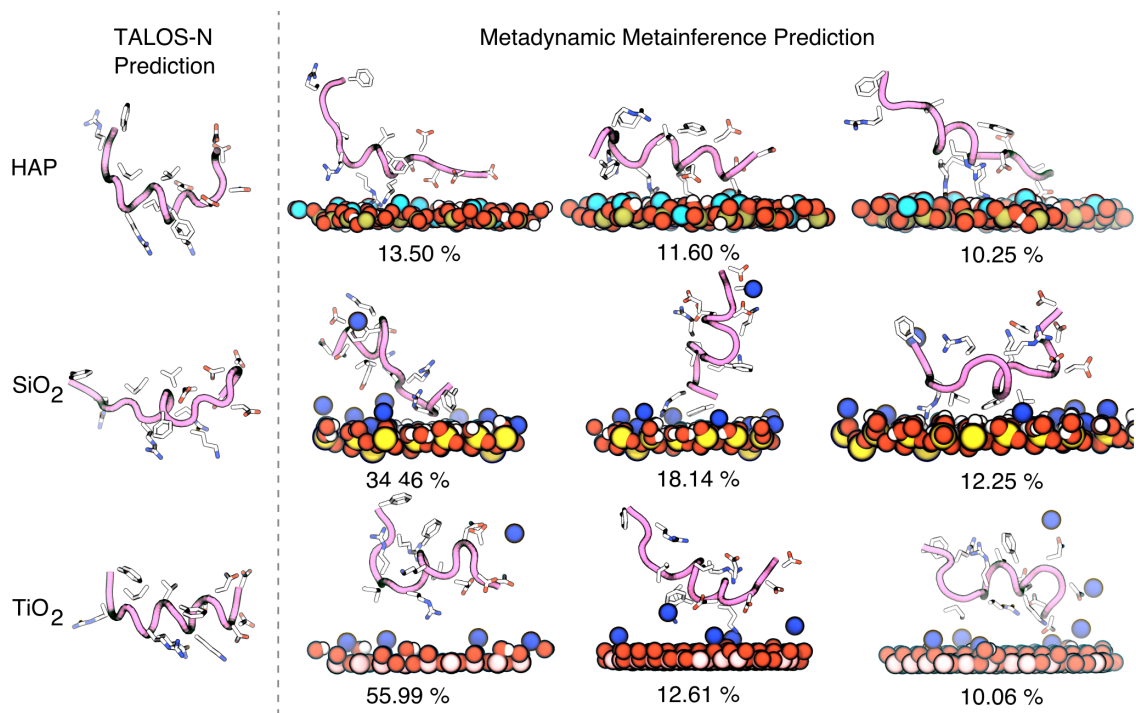 TALOS-N
Prediction
Metadynamic Metainference Prediction
HAP
13.50 %
11.60 %
10.25 %
SiO2
34 46 %
18.14 %
12.25 %
TiO2
55.99 %
12.61 %
10.06 %